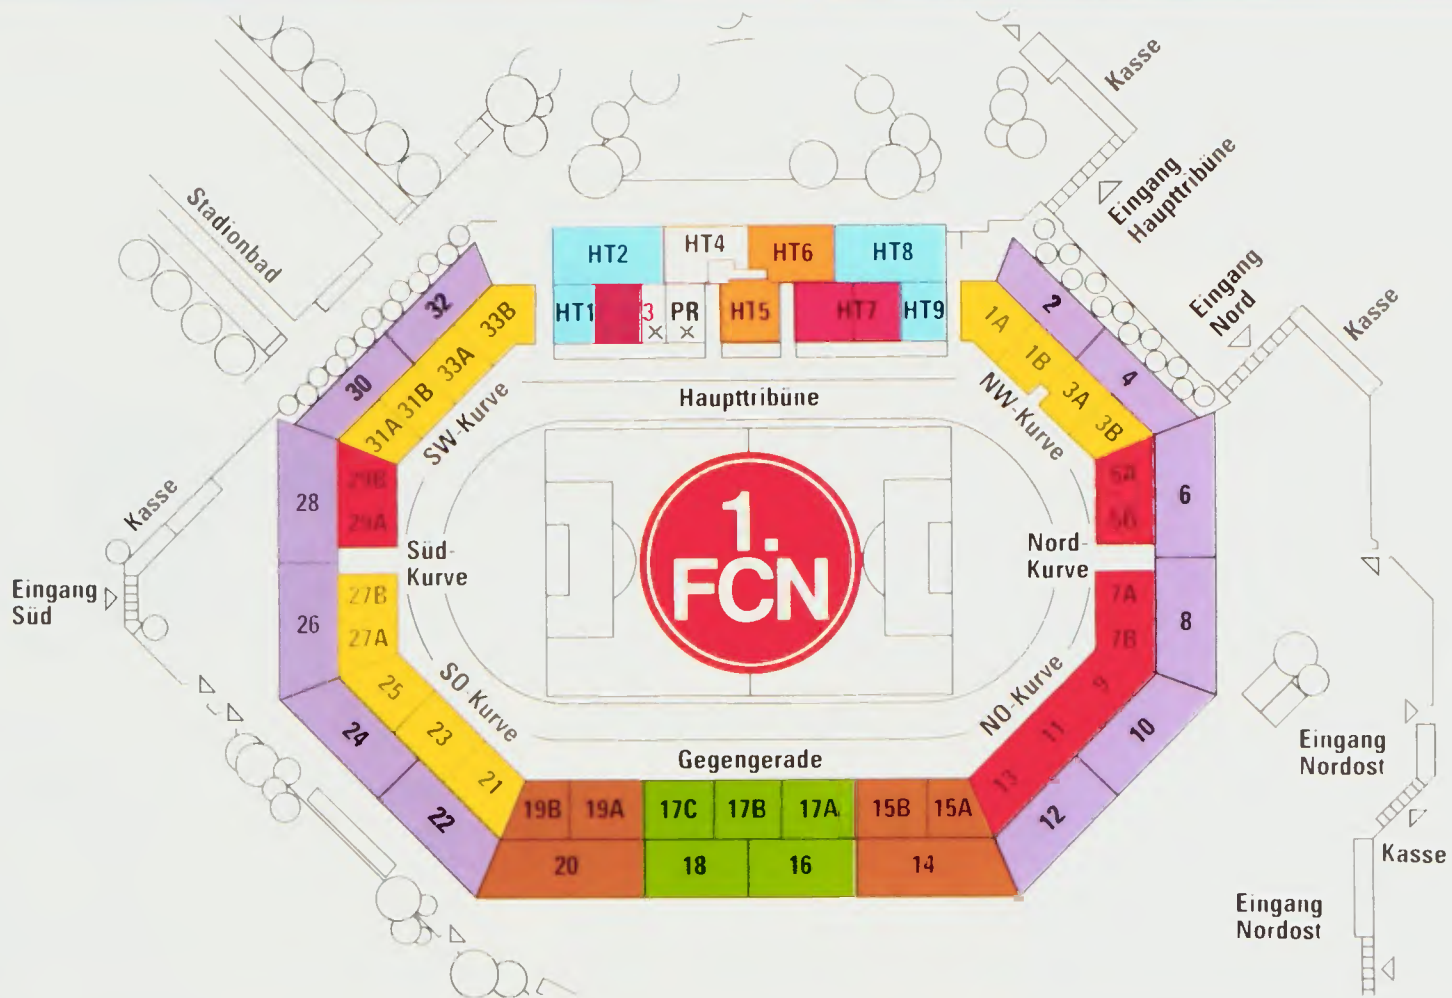 Kasse
Eingang
Haupttribüne
Stadionbad
HT2
HT4
HT6
HT8
Eingang
Nord
Kasse
32
33B
HT1
3
PR
HT5
HT7
HT9
1A
2
30
33A
1B
4
31B
3A
31A
3B
SW-Kurve
Haupttribüne
NW-Kurve
28
29B
29A
5A
5B
6
Kasse
1.
FCN
Süd-
Kurve
Nord-
Kurve
Eingang
Süd
26
27B
27A
7A
7B
8
25
23
21
SO-Kurve
NO-Kurve
9
11
13
10
24
22
12
Gegengerade
Eingang
Nordost
19B
19A
17C
17B
17A
15B
15A
20
18
16
14
Kasse
Eingang
Nordost